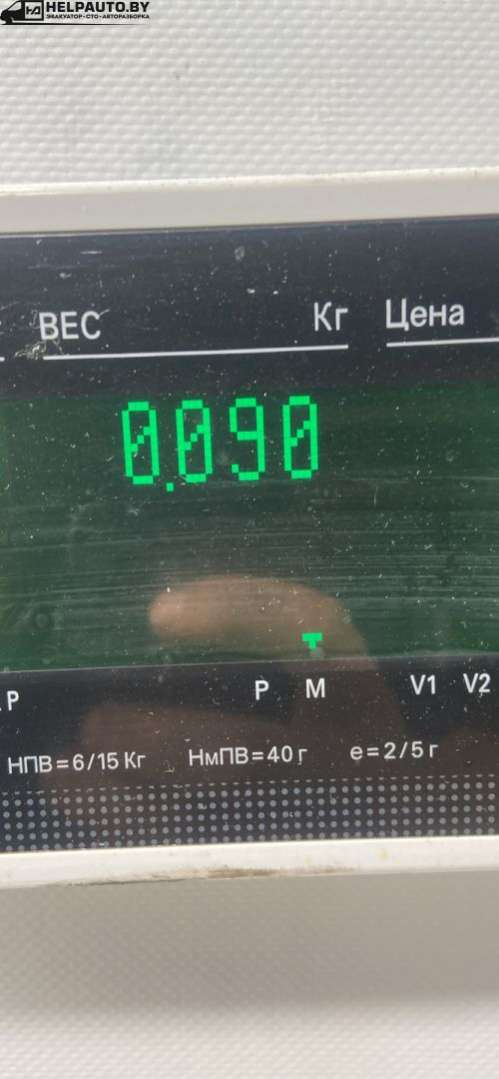 HELPAUTO.BY
ЭВАКУАТОР•СТО•АВТОРАЗБОРКА
ВЕС Кг Цена
0.090
Р М V1 V2
НПВ=6/15 Кг НмПВ=40 г е=2/5 г